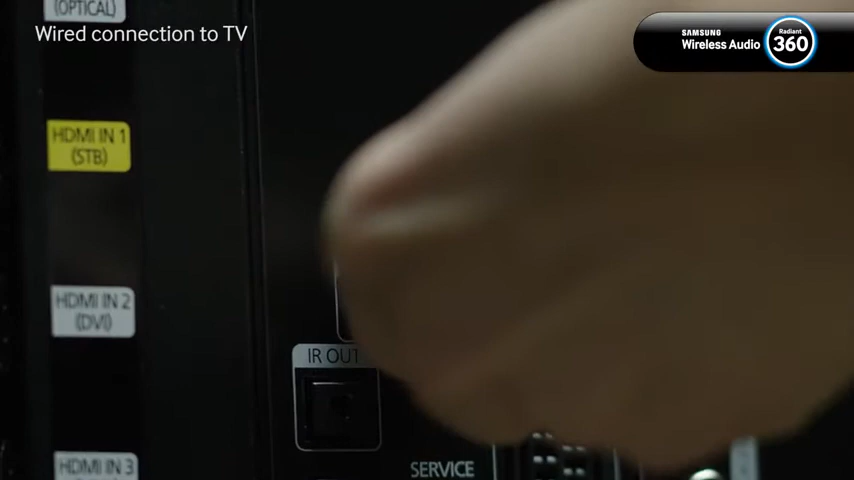 (OPTICAL)
Wired connection to TV
SAMSUNG
Wireless Audio
Radiant
360
HDMI IN 1
(STB)
HDMI IN 2
(DVI)
IR OUT
HDMI IN 3
SERVICE